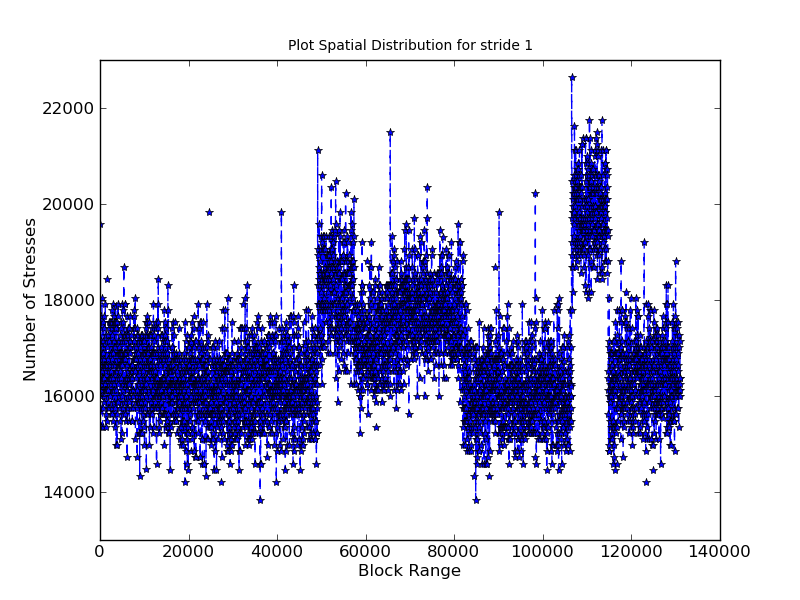 Plot Spatial Distribution for stride 1
22000
20000
18000
16000
14000
Number of Stresses
0 20000 40000 60000 80000 100000 120000 140000
Block Range